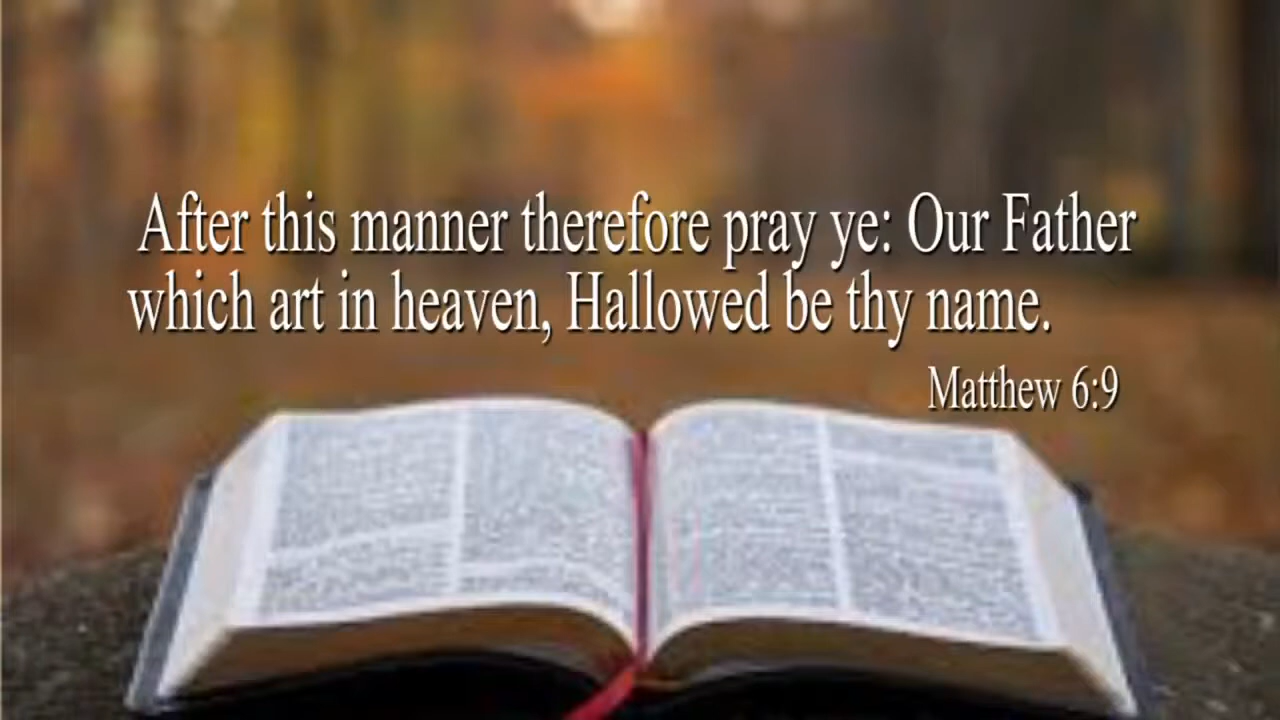 After this manner therefore pray ye: Our Father
which art in heaven, Hallowed be thy name.
Matthew 6:9